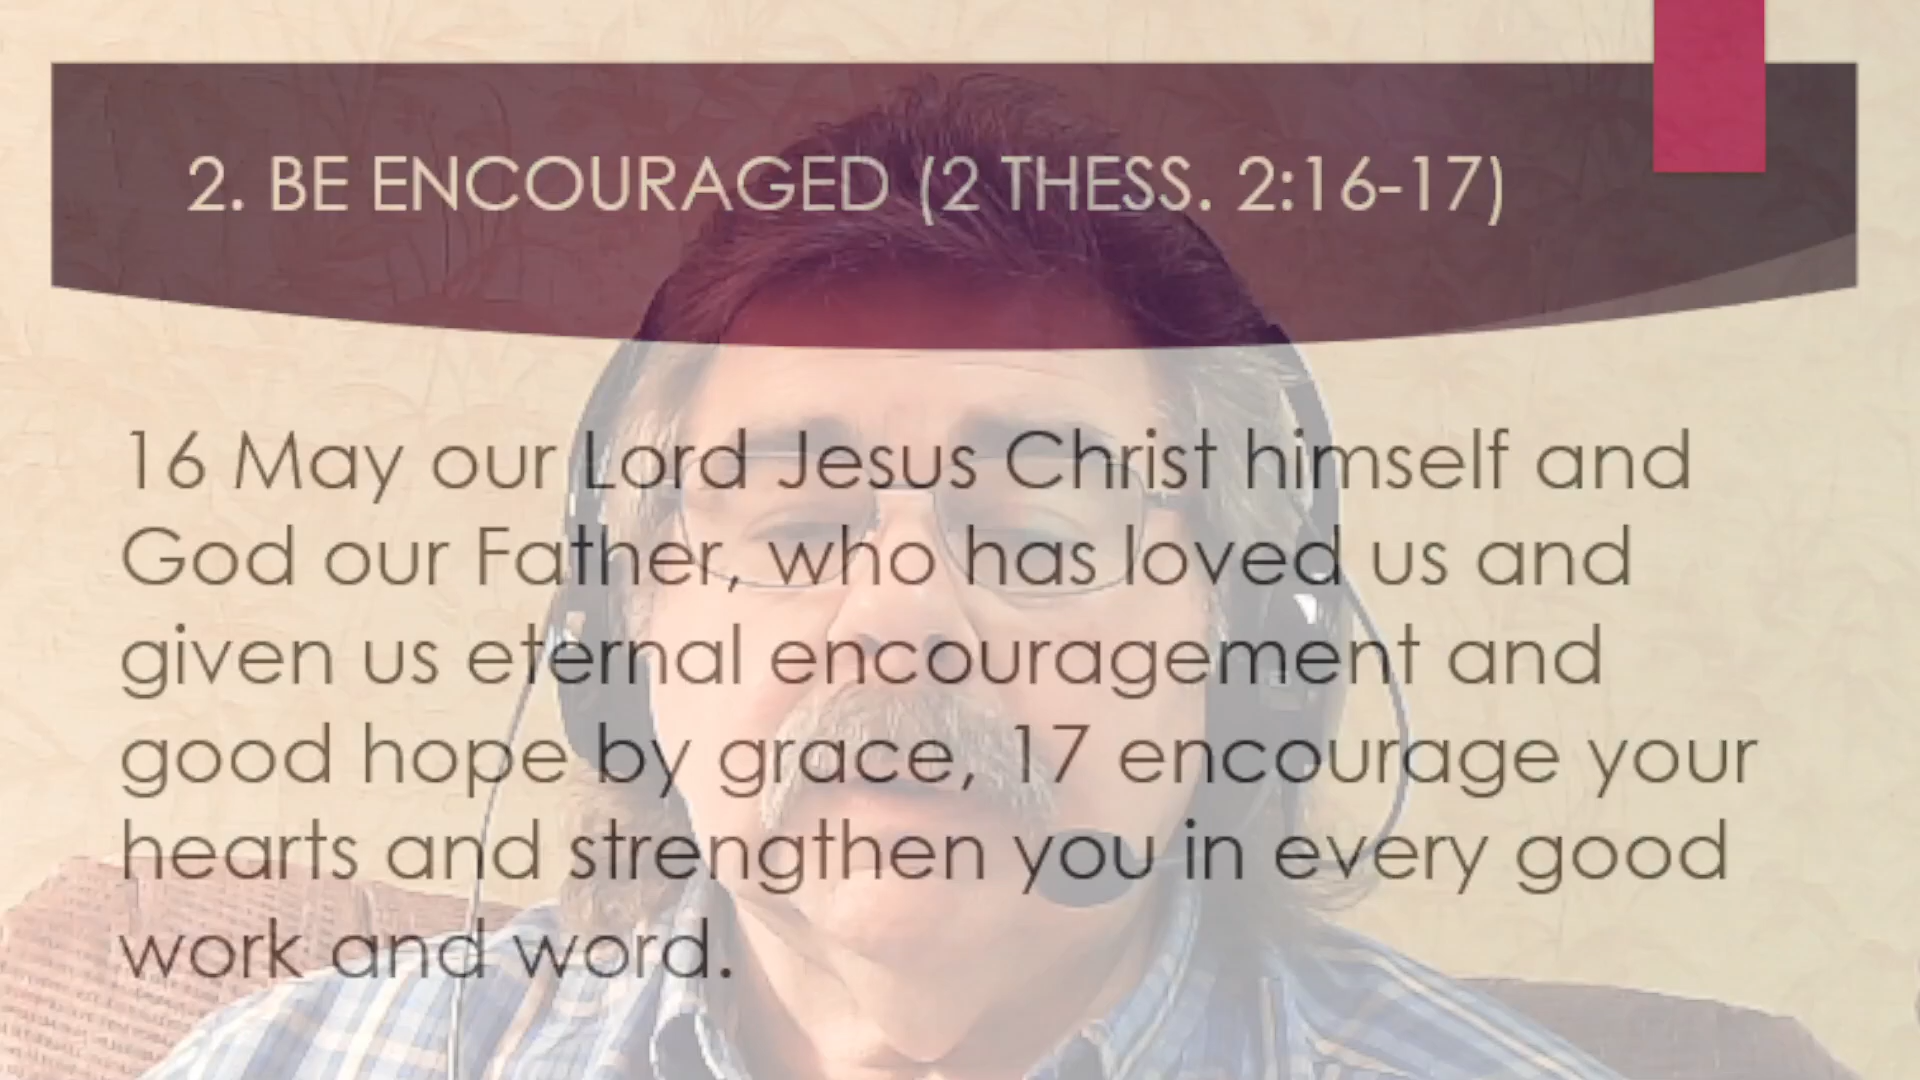 2. BE ENCOURAGED (2 THESS. 2:16-17)
16 May our Lord Jesus Christ himself and
God our Father, who has loved us and
given us eternal encouragement and
good hope by grace, 17 encourage your
hearts and strengthen you in every good
work and word.